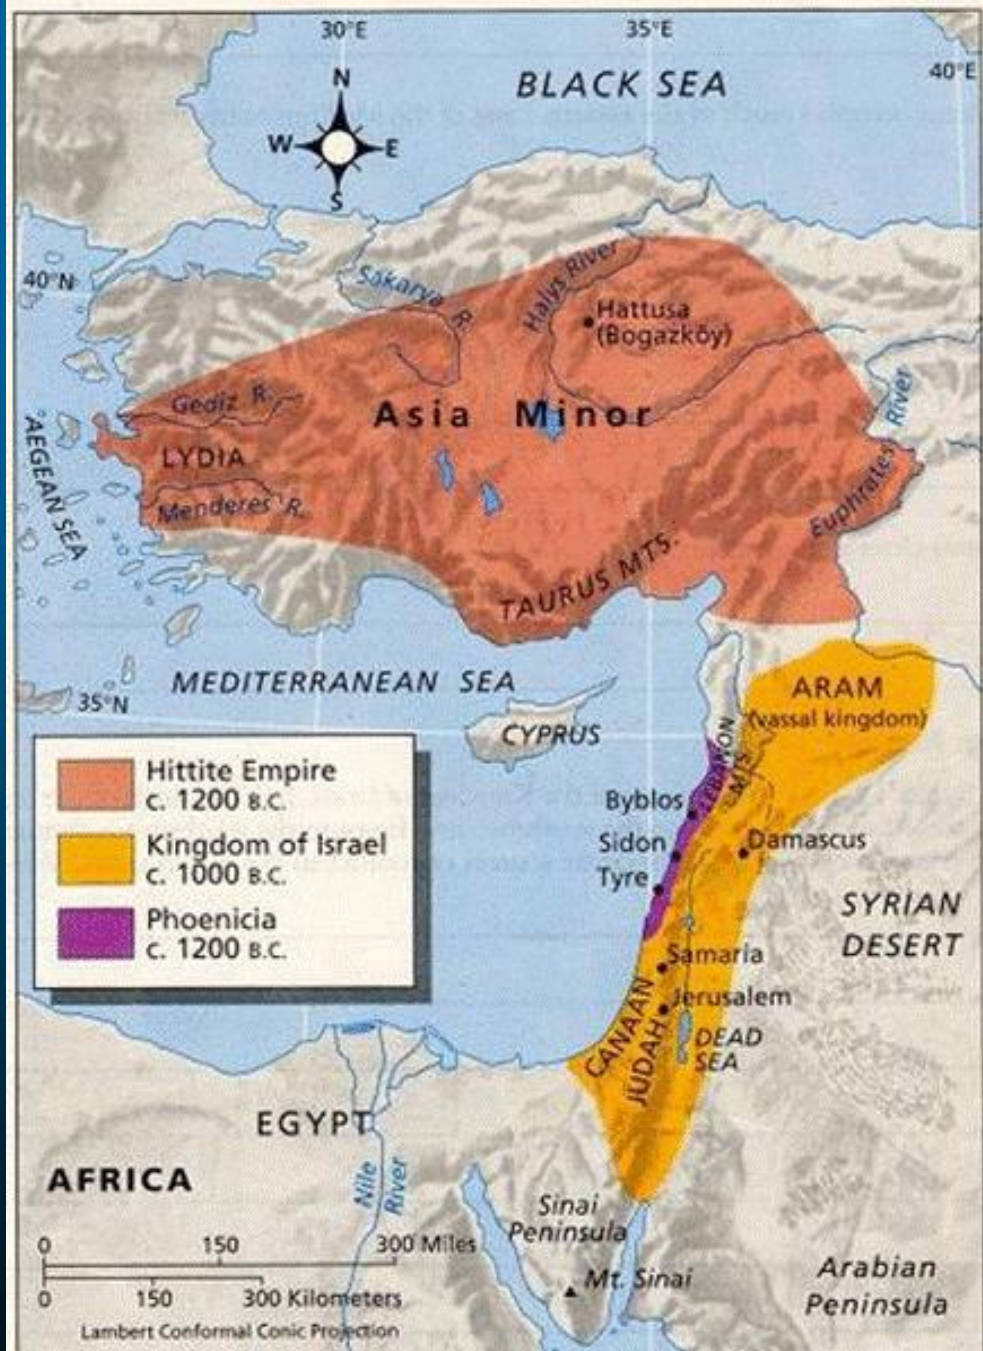 30°E
35°E
40°E
BLACK SEA
N
W
E
S
40°N
Sakarya R.
Halys River
Hattusa
(Bogazköy)
River
Euphrates
Gediz R.
Asia Minor
AEGEAN SEA
LYDIA
Menderes R.
TAURUS MTS.
MEDITERRANEAN SEA
ARAM
(vassal kingdom)
35°N
CYPRUS
LEBANON
MTS.
Hittite Empire
c. 1200 B.C.
Kingdom of Israel
c. 1000 B.C.
Phoenicia
c. 1200 B.C.
Byblos
Sidon
Damascus
Tyre
SYRIAN
DESERT
Samaria
Jerusalem
CANAAN
JUDAH
DEAD
SEA
EGYPT
AFRICA
Nile
River
Sinai
Peninsula
0 150 300 Miles
Mt. Sinai
Arabian
Peninsula
0 150 300 Kilometers
Lambert Conformal Conic Projection